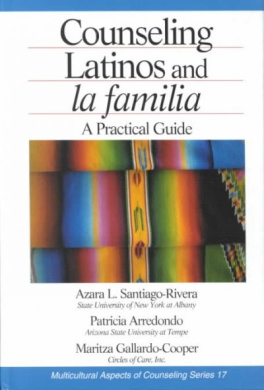 Counseling
Latinos and
la familia
A Practical Guide
Azara L. Santiago-Rivera
State University of New York at Albany
Patricia Arredondo
Arizona State University at Tempe
Maritza Gallardo-Cooper
Circles of Care, Inc.
Multicultural Aspects of Counseling Series 17